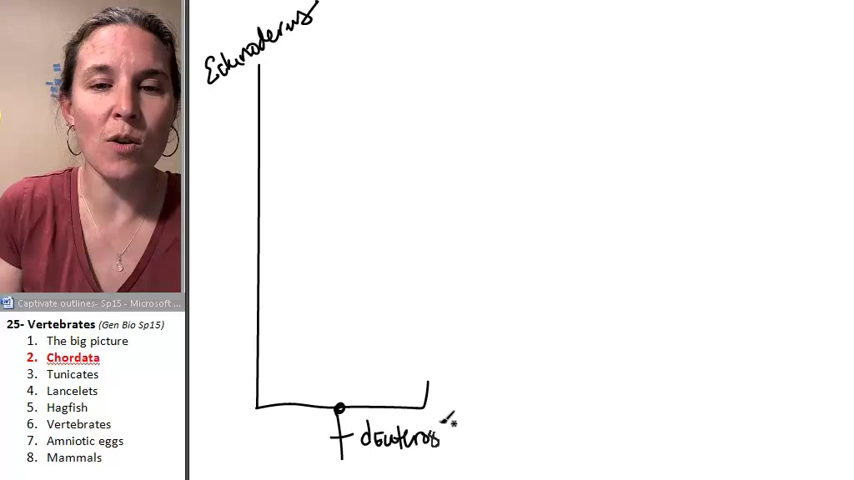 Echinoderms
deuteros
Captivate outlines- Sp15 - Microsoft ...
25- Vertebrates (Gen Bio Sp15)
1. The big picture
2. Chordata
3. Tunicates
4. Lancelets
5. Hagfish
6. Vertebrates
7. Amniotic eggs
8. Mammals